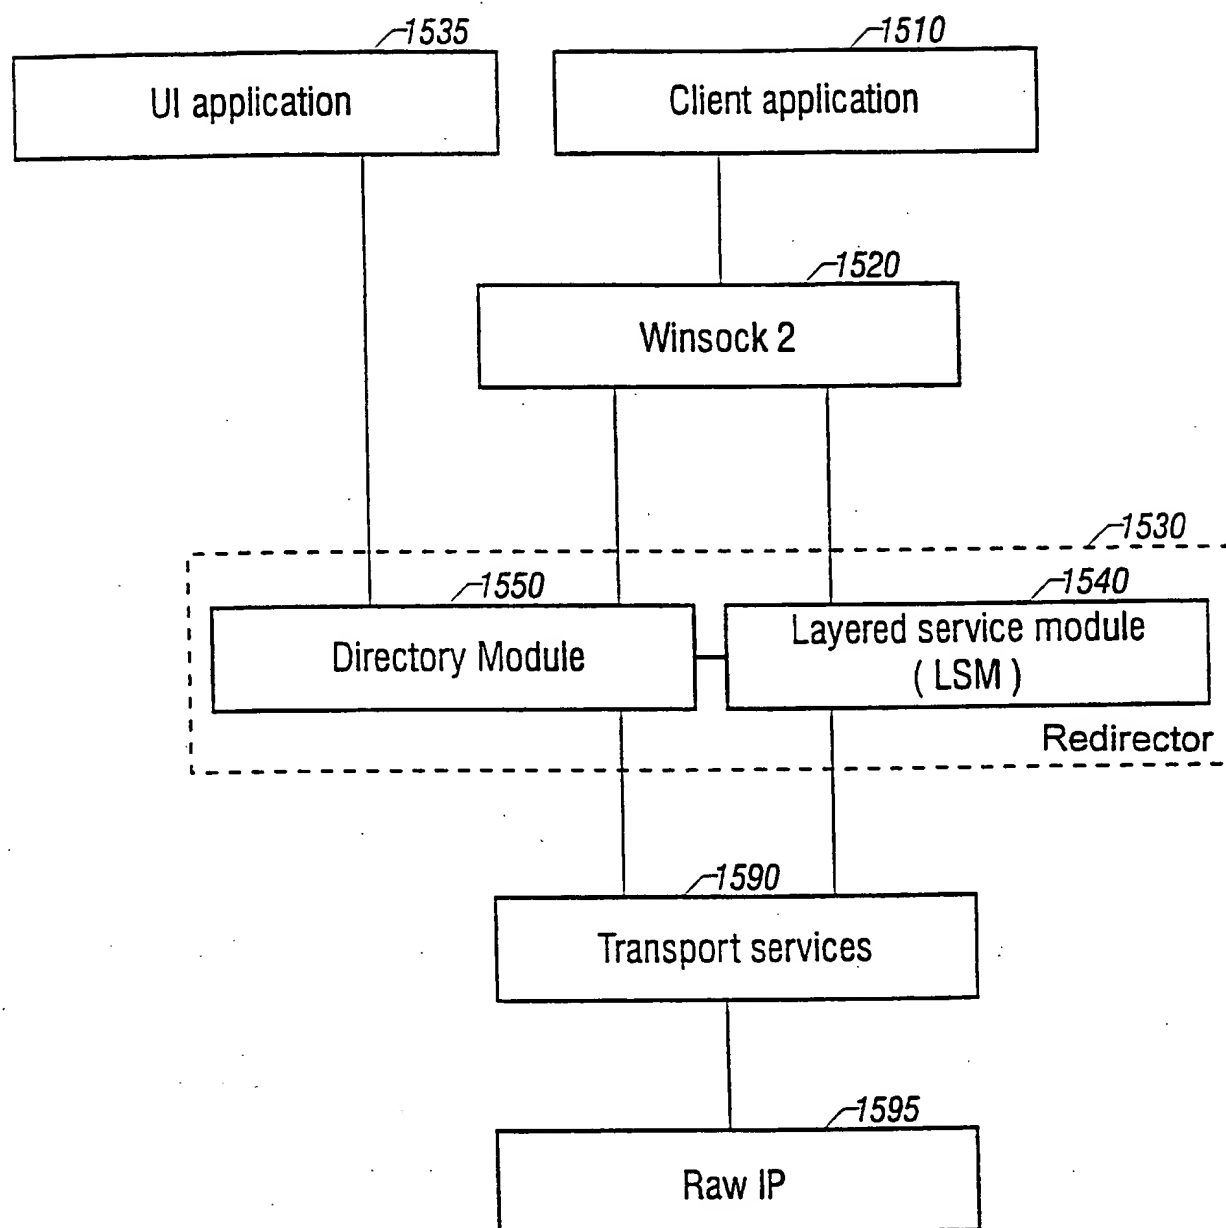 1535
1510
UI application
Client application
1520
Winsock 2
1530
1550
1540
Directory Module
Layered service module
( LSM )
Redirector
1590
Transport services
1595
Raw IP